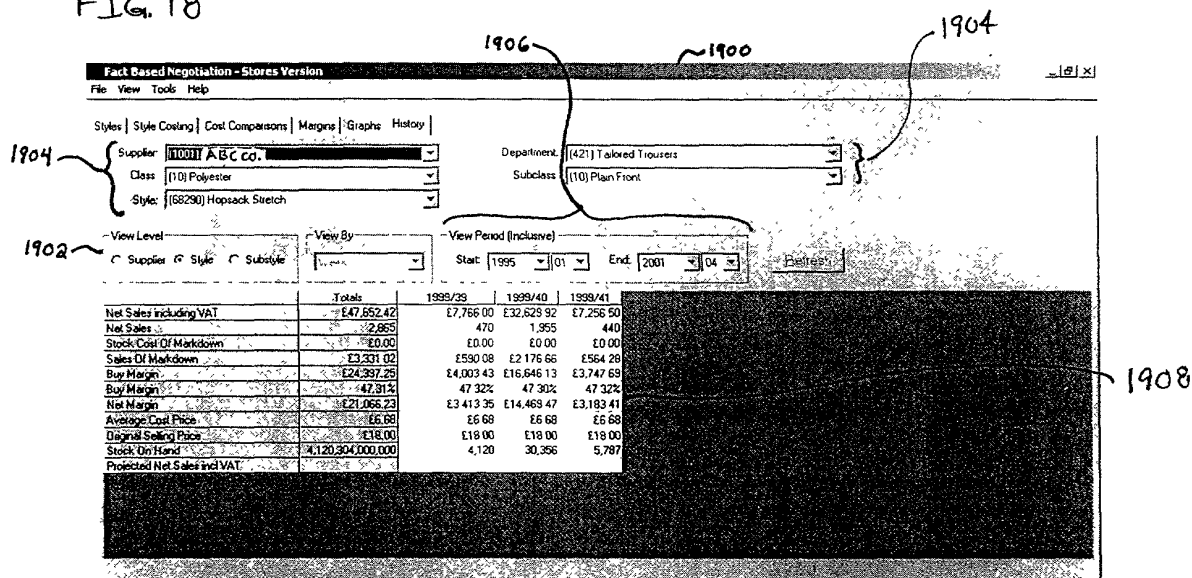 FIG. 18
1906
1900
1904
Fact Based Negotiation - Stores Version
File View Tools Help
Styles Style Costing Cost Comparisons Margins Graphs History
1904
Supplier (1001) ABC CO. Department. (421) Tailored Trousers
Class (10) Polyester Subclass (10) Plain Front
Style: (68290) Hopsack Stretch
1902
View Level View By View Period (Inclusive)
Supplier Style Substyle Start: 1995 01 End: 2001 04 Refresh
Totals 1999/39 1999/40 1999/41
Net Sales including VAT £47,652.42 £7,766 00 £32,629 92 £7,256 50
Net Sales 2,865 470 1,955 440
Stock Cost Of Markdown £0.00 £0.00 £0 00 £0 00
Sales Of Markdown £3,331 02 £590 08 £2 176 66 £564 28
Buy Margin £24,397.25 £4,003 43 £16,646 13 £3,747 69
Buy Margin 47.31% 47 32% 47 30% 47 32%
Net Margin £21,066.23 £3 413 35 £14,469 47 £3,183 41
Average Cost Price £6 68 £6 68 £6 68 £6 68
Original Selling Price £18.00 £18 00 £18 00 £18 00
Stock On Hand 4,120,304,000,000 4,120 30,356 5,787
Projected Net Sales incl VAT
1908